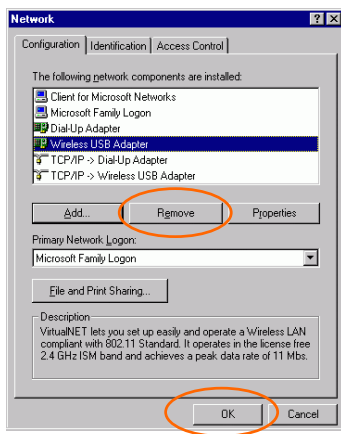 Network
Configuration Identification Access Control
The following network components are installed:
Client for Microsoft Networks
Microsoft Family Logon
Dial-Up Adapter
Wireless USB Adapter
TCP/IP -> Dial-Up Adapter
TCP/IP -> Wireless USB Adapter
Add... Remove Properties
Primary Network Logon:
Microsoft Family Logon
File and Print Sharing...
Description
VirtualNET lets you set up easily and operate a Wireless LAN
compliant with 802.11 Standard. It operates in the license free
2.4 GHz ISM band and achieves a peak data rate of 11 Mbs.
OK Cancel